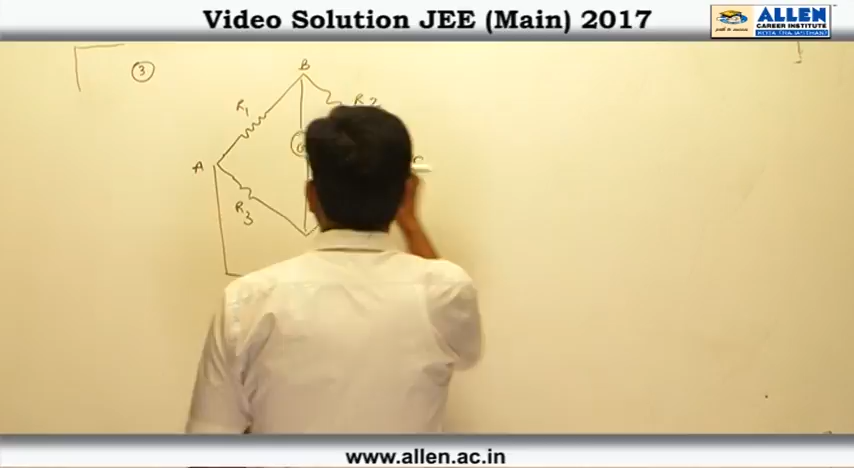 Video Solution JEE (Main) 2017
ALLEN
CAREER INSTITUTE
KOTA (RAJASTHAN)
3
B
R1
R2
G
A
C
R3
www.allen.ac.in